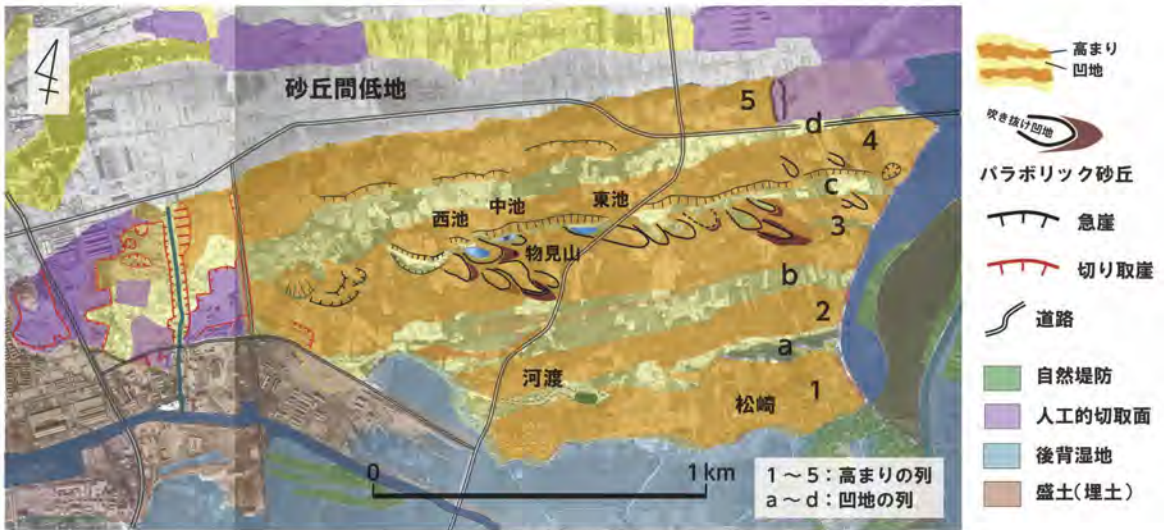 砂丘間低地
5
d
4
c
3
b
2
a
1
西池
中池
東池
物見山
河渡
松崎
0
1km
1～5：高まりの列
a～d：凹地の列
高まり
凹地
吹き抜け凹地
パラボリック砂丘
急崖
切り取崖
道路
自然堤防
人工的切取面
後背湿地
盛土(埋土)